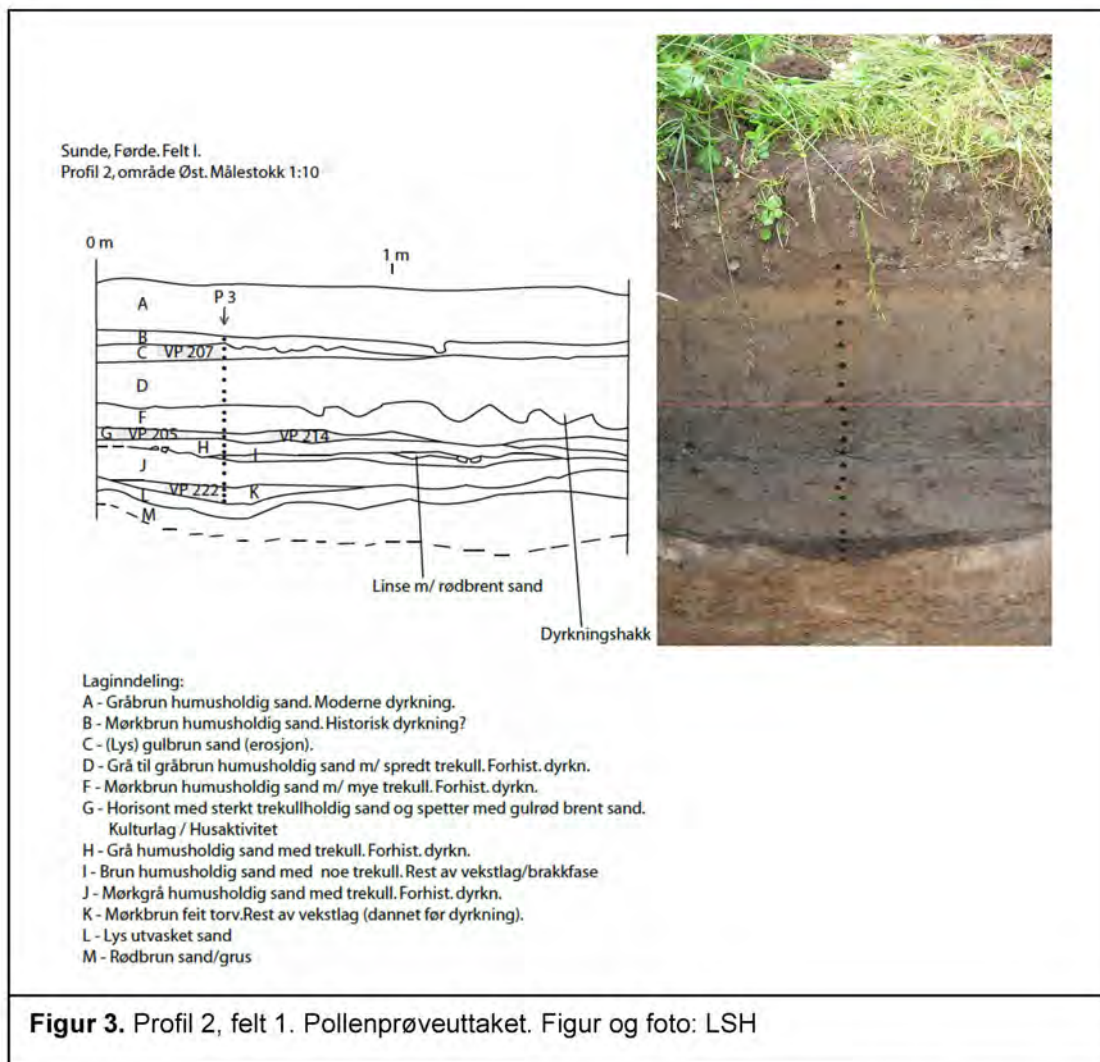 Sunde, Førde. Felt I.
Profil 2, område Øst. Målestokk 1:10
0 m
1 m
P 3
A
B
C
VP 207
D
F
G
VP 205
VP 214
H
I
J
VP 222
K
L
M
Linse m/ rødbrent sand
Dyrkningshakk
Laginndeling:
A - Gråbrun humusholdig sand. Moderne dyrkning.
B - Mørkbrun humusholdig sand. Historisk dyrkning?
C - (Lys) gulbrun sand (erosjon).
D - Grå til gråbrun humusholdig sand m/ spredt trekull. Forhist. dyrkn.
F - Mørkbrun humusholdig sand m/ mye trekull. Forhist. dyrkn.
G - Horisont med sterkt trekullholdig sand og spetter med gulrød brent sand.
Kulturlag / Husaktivitet
H - Grå humusholdig sand med trekull. Forhist. dyrkn.
I - Brun humusholdig sand med noe trekull. Rest av vekstlag/brakkfase
J - Mørkgrå humusholdig sand med trekull. Forhist. dyrkn.
K - Mørkbrun feit torv. Rest av vekstlag (dannet før dyrkning).
L - Lys utvasket sand
M - Rødbrun sand/grus
Figur 3. Profil 2, felt 1. Pollenprøveuttaket. Figur og foto: LSH